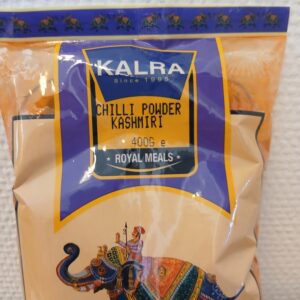 KALRA
Since 1995
CHILLI POWDER
KASHMIRI
400G e
* ROYAL MEALS *